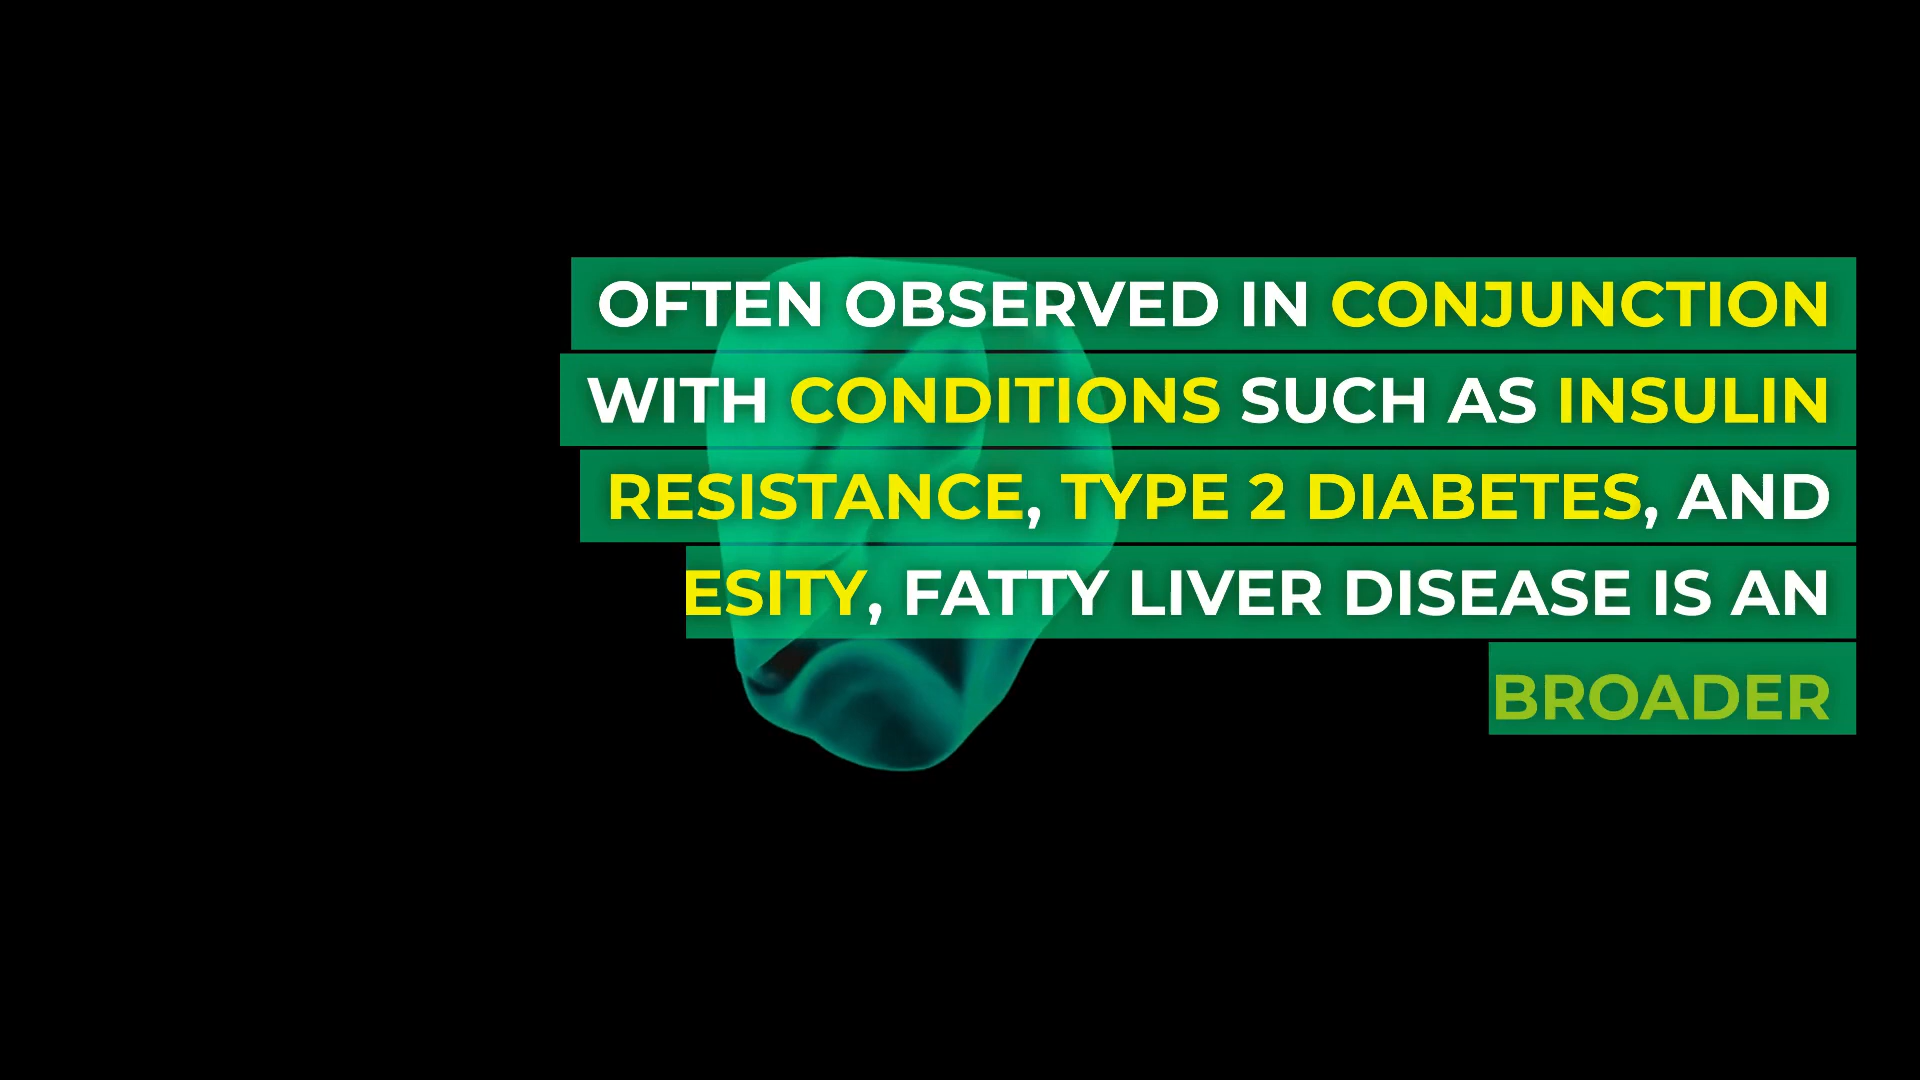 OFTEN OBSERVED IN CONJUNCTION
WITH CONDITIONS SUCH AS INSULIN
RESISTANCE, TYPE 2 DIABETES, AND
ESITY, FATTY LIVER DISEASE IS AN
BROADER